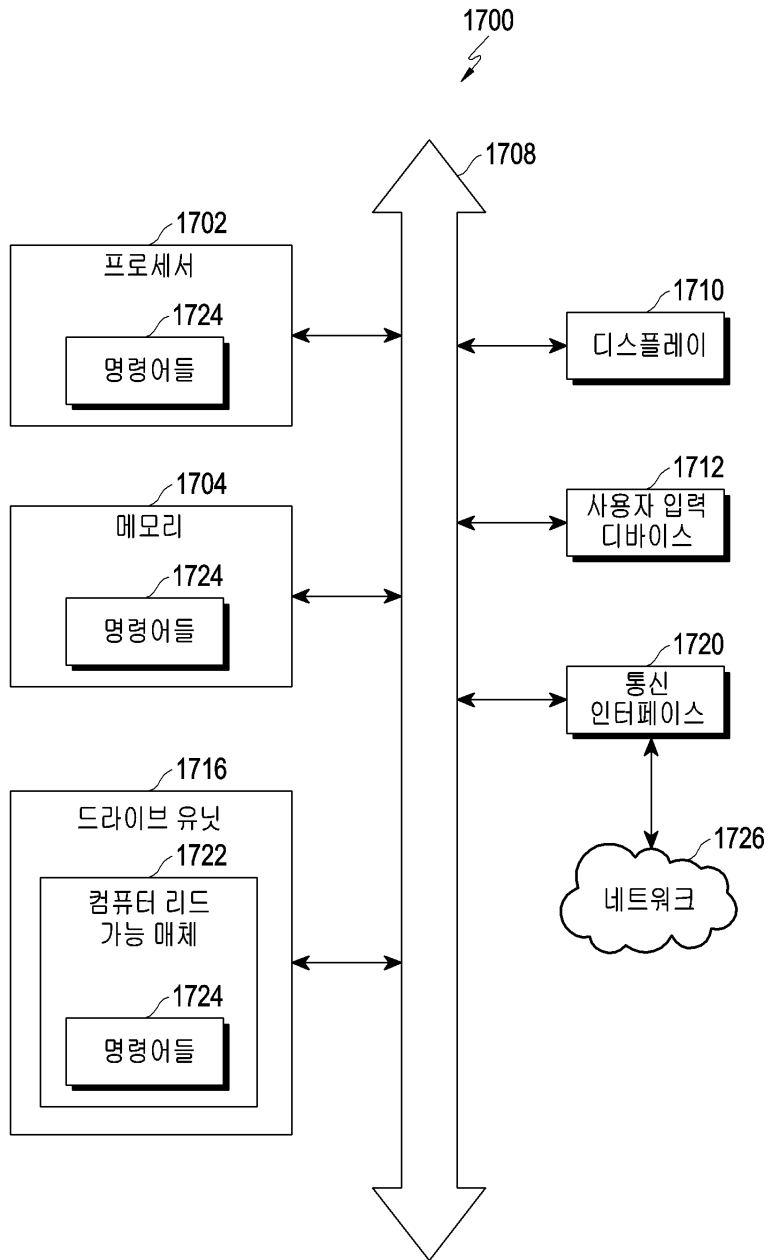 1700
1708
1702
프로세서
1724
명령어들
1704
메모리
1724
명령어들
1716
드라이브 유닛
1722
컴퓨터 리드
가능 매체
1724
명령어들
1710
디스플레이
1712
사용자 입력
디바이스
1720
통신
인터페이스
1726
네트워크